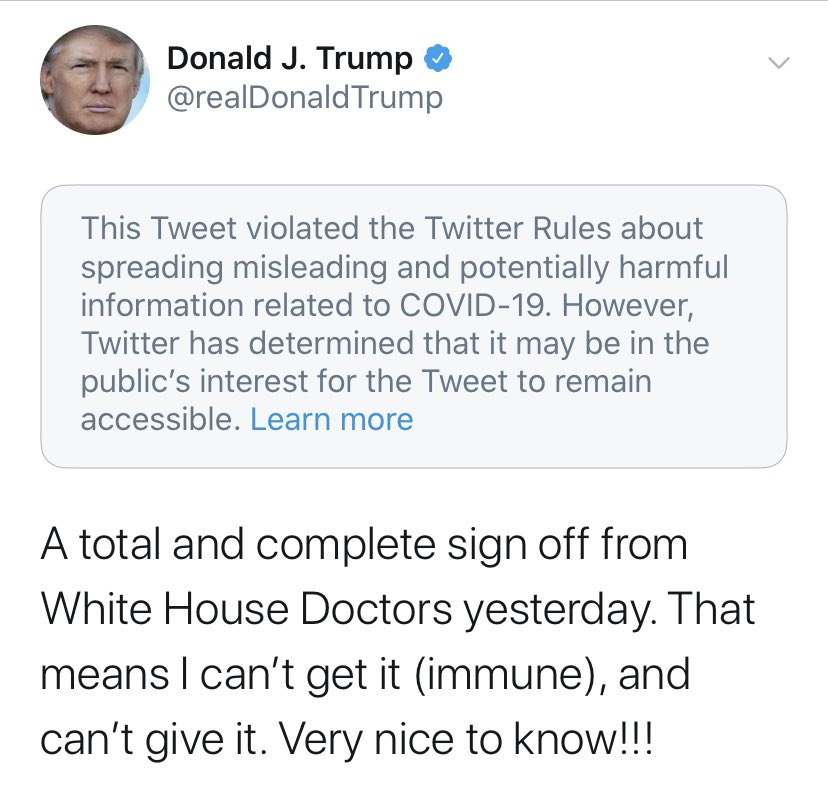 Donald J. Trump
@realDonaldTrump
This Tweet violated the Twitter Rules about
spreading misleading and potentially harmful
information related to COVID-19. However,
Twitter has determined that it may be in the
public’s interest for the Tweet to remain
accessible. Learn more
A total and complete sign off from
White House Doctors yesterday. That
means I can’t get it (immune), and
can’t give it. Very nice to know!!!